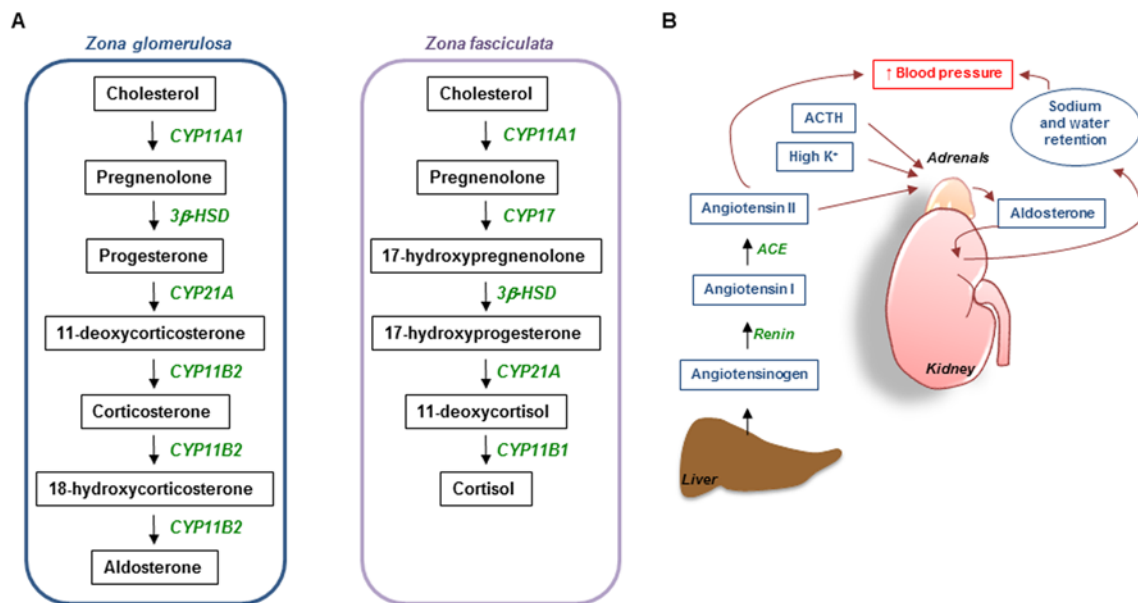 A
Zona glomerulosa
Cholesterol
CYP11A1
Pregnenolone
3β-HSD
Progesterone
CYP21A
11-deoxycorticosterone
CYP11B2
Corticosterone
CYP11B2
18-hydroxycorticosterone
CYP11B2
Aldosterone
Zona fasciculata
Cholesterol
CYP11A1
Pregnenolone
CYP17
17-hydroxypregnenolone
3β-HSD
17-hydroxyprogesterone
CYP21A
11-deoxycortisol
CYP11B1
Cortisol
B
↑ Blood pressure
Sodium
and water
retention
ACTH
High K⁺
Adrenals
Angiotensin II
Aldosterone
ACE
Angiotensin I
Renin
Angiotensinogen
Kidney
Liver